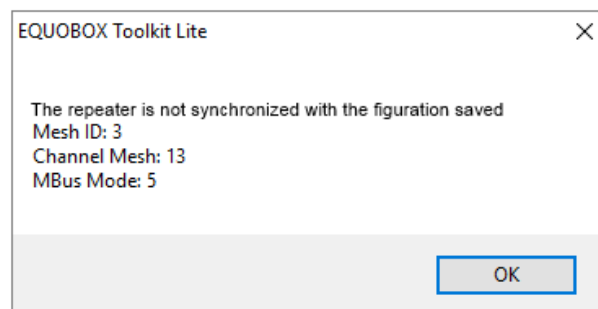 EQUOBOX Toolkit Lite
The repeater is not synchronized with the figuration saved
Mesh ID: 3
Channel Mesh: 13
MBus Mode: 5
OK